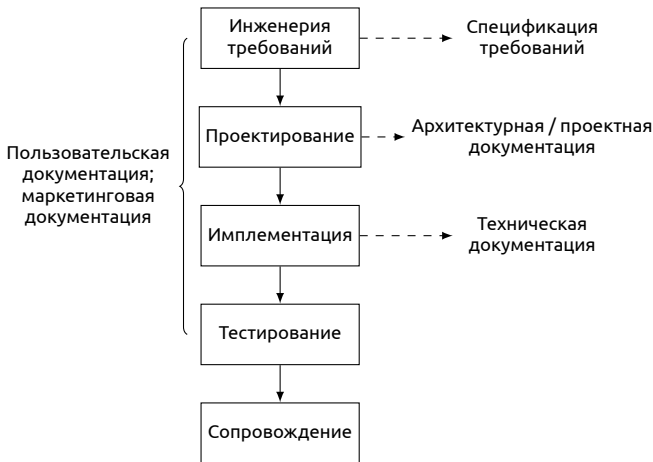 Инженерия
требований
Спецификация
требований
Проектирование
Архитектурная / проектная
документация
Пользовательская
документация;
маркетинговая
документация
Имплементация
Техническая
документация
Тестирование
Сопровождение